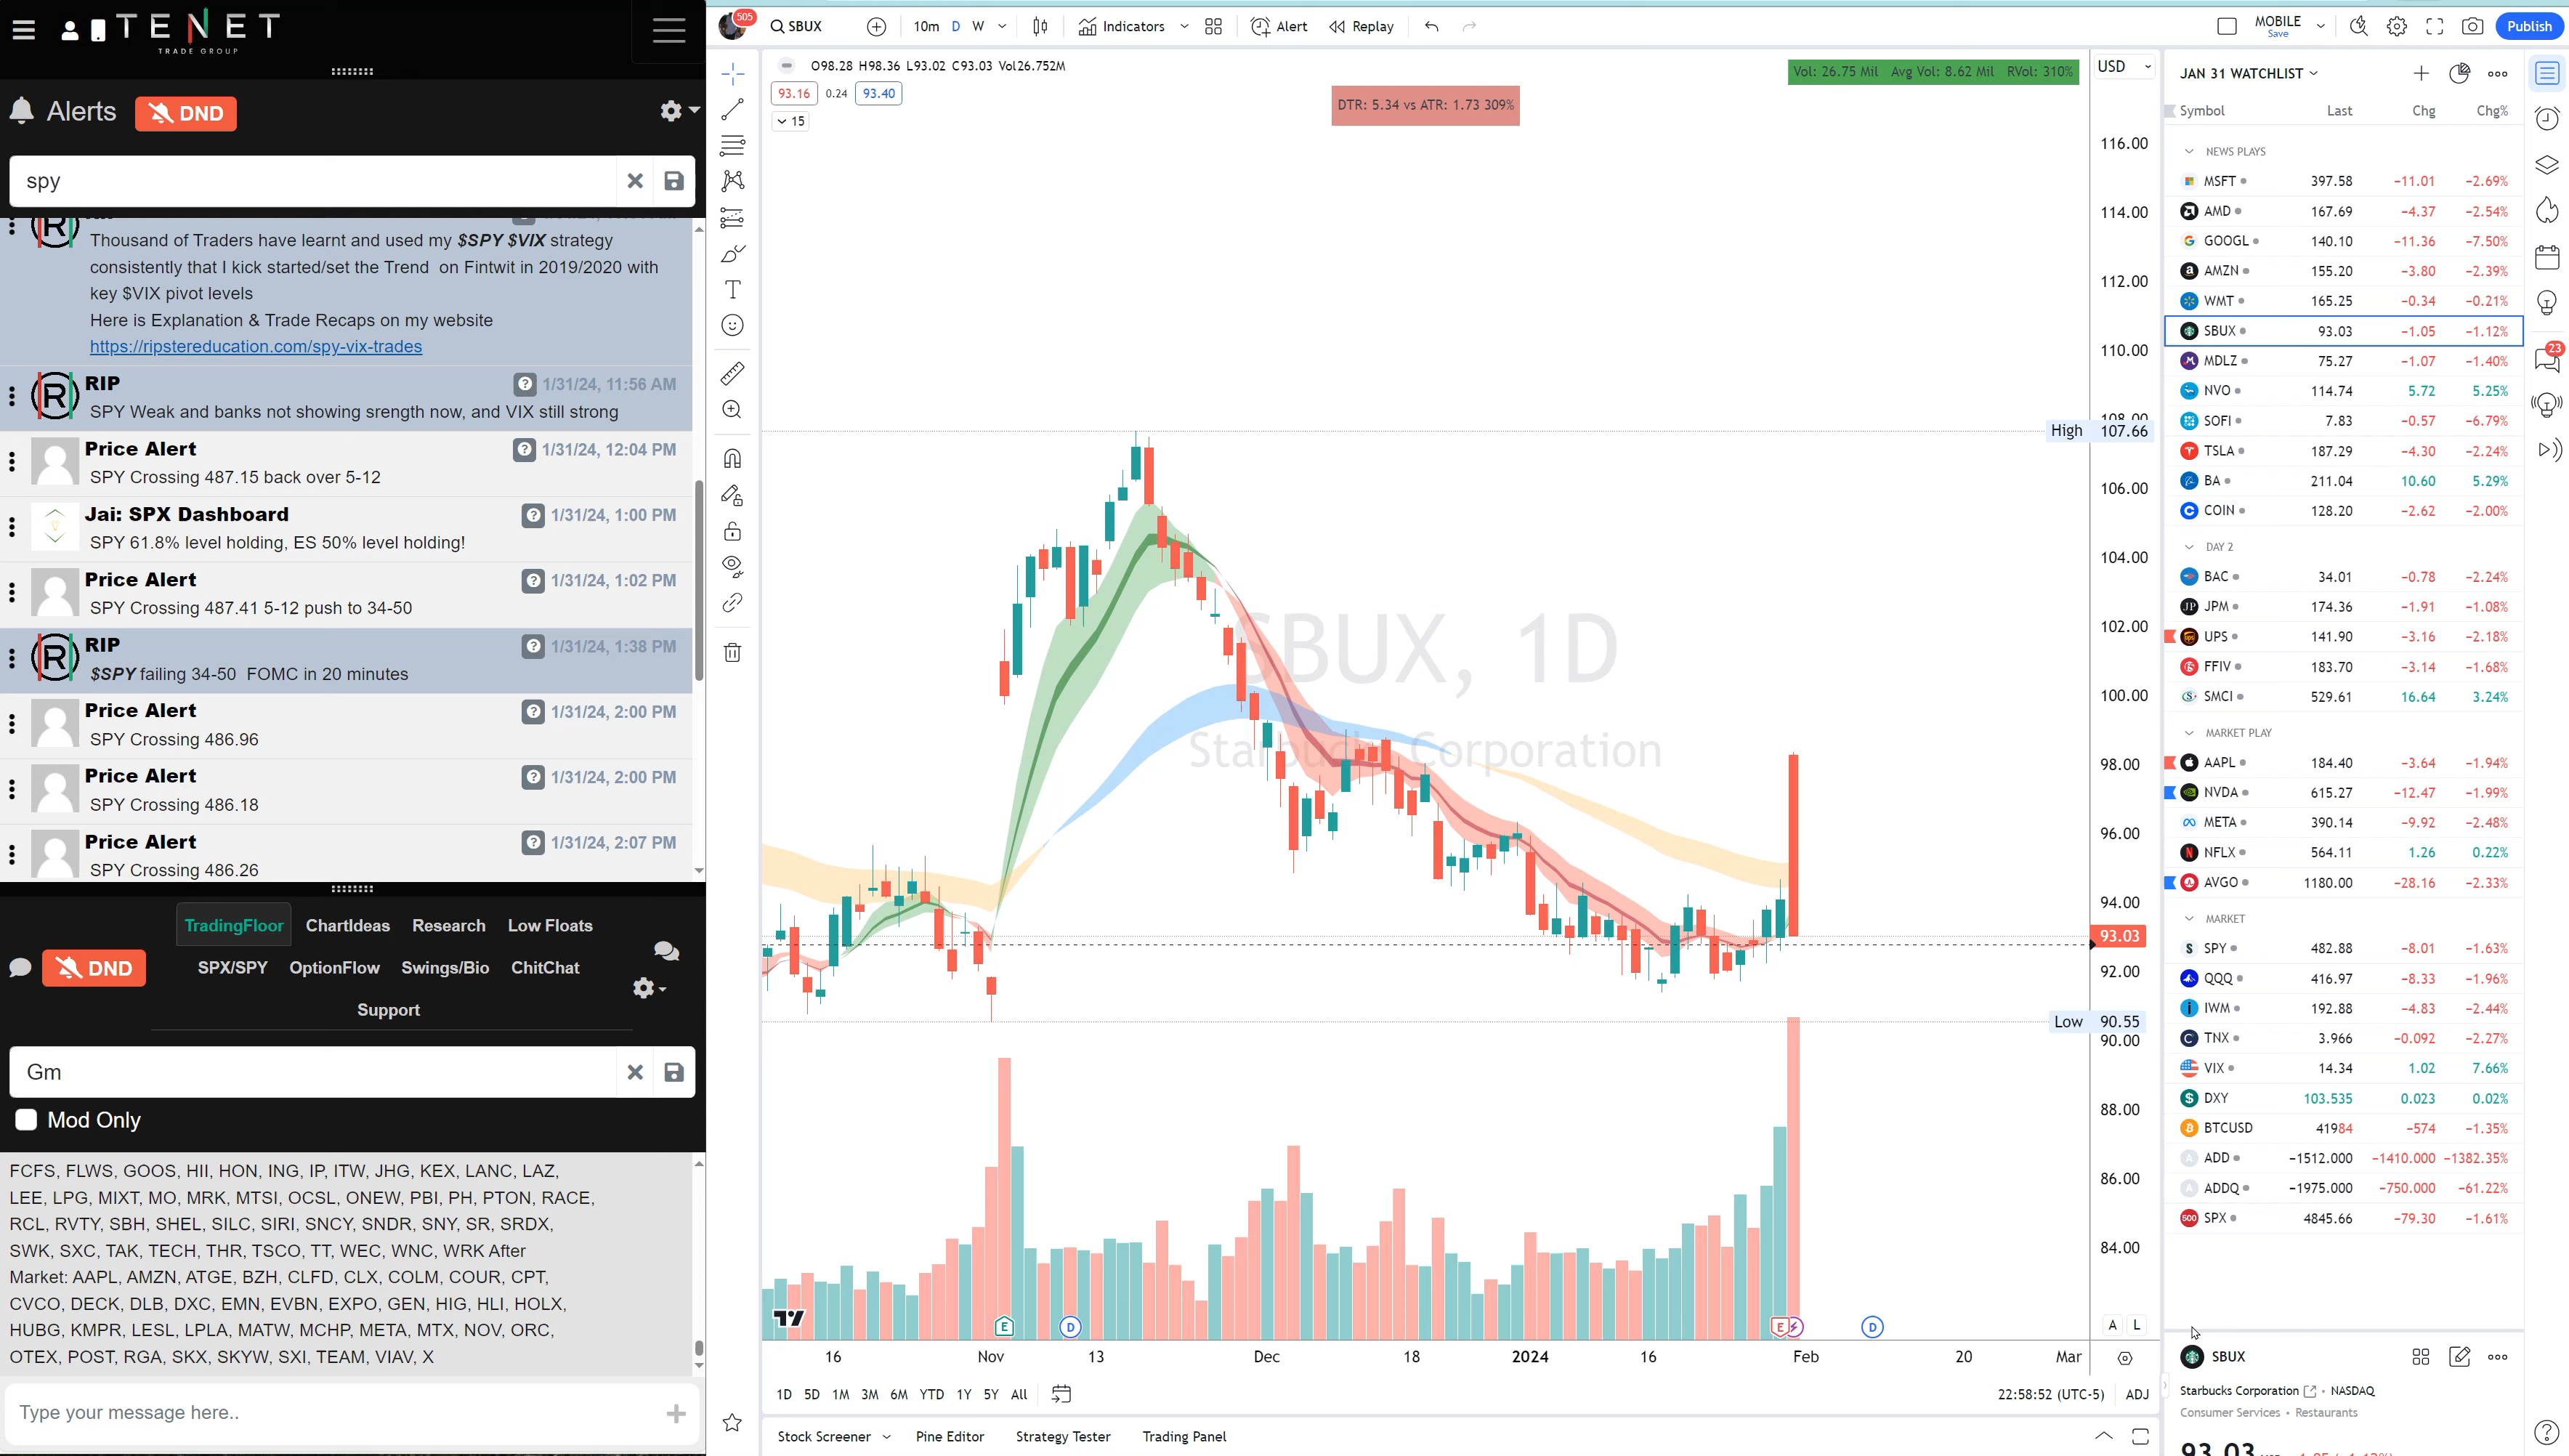 TENET
TRADE GROUP
Alerts
DND
spy
Thousand of Traders have learnt and used my $SPY $VIX strategy
consistently that I kick started/set the Trend on Fintwit in 2019/2020 with
key $VIX pivot levels
Here is Explanation & Trade Recaps on my website
https://ripstereducation.com/spy-vix-trades
RIP 1/31/24, 11:56 AM
SPY Weak and banks not showing srength now, and VIX still strong
Price Alert 1/31/24, 12:04 PM
SPY Crossing 487.15 back over 5-12
Jai: SPX Dashboard 1/31/24, 1:00 PM
SPY 61.8% level holding, ES 50% level holding!
Price Alert 1/31/24, 1:02 PM
SPY Crossing 487.41 5-12 push to 34-50
RIP 1/31/24, 1:38 PM
$SPY failing 34-50 FOMC in 20 minutes
Price Alert 1/31/24, 2:00 PM
SPY Crossing 486.96
Price Alert 1/31/24, 2:00 PM
SPY Crossing 486.18
Price Alert 1/31/24, 2:07 PM
SPY Crossing 486.26
TradingFloor ChartIdeas Research Low Floats
DND
SPX/SPY OptionFlow Swings/Bio ChitChat
Support
Gm
Mod Only
FCFS, FLWS, GOOS, HII, HON, ING, IP, ITW, JHG, KEX, LANC, LAZ,
LEE, LPG, MIXT, MO, MRK, MTSI, OCSL, ONEW, PBI, PH, PTON, RACE,
RCL, RVTY, SBH, SHEL, SILC, SIRI, SNCY, SNDR, SNY, SR, SRDX,
SWK, SXC, TAK, TECH, THR, TSCO, TT, WEC, WNC, WRK After
Market: AAPL, AMZN, ATGE, BZH, CLFD, CLX, COLM, COUR, CPT,
CVCO, DECK, DLB, DXC, EMN, EVBN, EXPO, GEN, HIG, HLI, HOLX,
HUBG, KMPR, LESL, LPLA, MATW, MCHP, META, MTX, NOV, ORC,
OTEX, POST, RGA, SKX, SKYW, SXI, TEAM, VIAV, X
Type your message here..
505
SBUX 10m D W Indicators Alert Replay
MOBILE
Save
Publish
O98.28 H98.36 L93.02 C93.03 Vol26.752M
93.16 0.24 93.40
15
DTR: 5.34 vs ATR: 1.73 309%
Vol: 26.75 Mil Avg Vol: 8.62 Mil RVol: 310%
USD
116.00
114.00
112.00
110.00
108.00
High 107.66
106.00
104.00
102.00
100.00
98.00
96.00
94.00
93.03
92.00
Low 90.55
90.00
88.00
86.00
84.00
SBUX, 1D
Starbucks Corporation
E D E D
A L
16 Nov 13 Dec 18 2024 16 Feb 20 Mar
1D 5D 1M 3M 6M YTD 1Y 5Y All
22:58:52 (UTC-5) ADJ
Stock Screener Pine Editor Strategy Tester Trading Panel
JAN 31 WATCHLIST
Symbol Last Chg Chg%
NEWS PLAYS
MSFT 397.58 −11.01 −2.69%
AMD 167.69 −4.37 −2.54%
GOOGL 140.10 −11.36 −7.50%
AMZN 155.20 −3.80 −2.39%
WMT 165.25 −0.34 −0.21%
SBUX 93.03 −1.05 −1.12%
MDLZ 75.27 −1.07 −1.40%
NVO 114.74 5.72 5.25%
SOFI 7.83 −0.57 −6.79%
TSLA 187.29 −4.30 −2.24%
BA 211.04 10.60 5.29%
COIN 128.20 −2.62 −2.00%
DAY 2
BAC 34.01 −0.78 −2.24%
JPM 174.36 −1.91 −1.08%
UPS 141.90 −3.16 −2.18%
FFIV 183.70 −3.14 −1.68%
SMCI 529.61 16.64 3.24%
MARKET PLAY
AAPL 184.40 −3.64 −1.94%
NVDA 615.27 −12.47 −1.99%
META 390.14 −9.92 −2.48%
NFLX 564.11 1.26 0.22%
AVGO 1180.00 −28.16 −2.33%
MARKET
SPY 482.88 −8.01 −1.63%
QQQ 416.97 −8.33 −1.96%
IWM 192.88 −4.83 −2.44%
TNX 3.966 −0.092 −2.27%
VIX 14.34 1.02 7.66%
DXY 103.535 0.023 0.02%
BTCUSD 41984 −574 −1.35%
ADD −1512.000 −1410.000 −1382.35%
ADDQ −1975.000 −750.000 −61.22%
SPX 4845.66 −79.30 −1.61%
SBUX
Starbucks Corporation • NASDAQ
Consumer Services • Restaurants
93.03
23